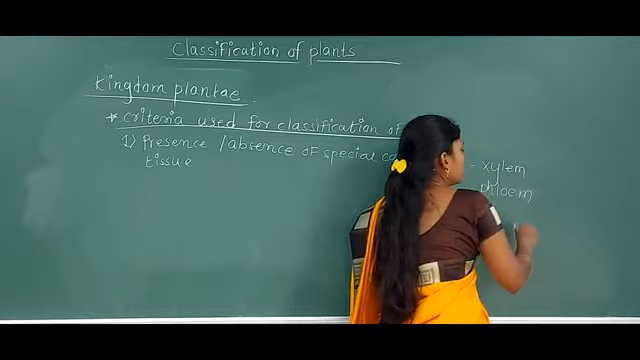 Classification of plants
Kingdom plantae.
* criteria used for classification of
1) Presence / absence of special co - xylem
tissue phloem